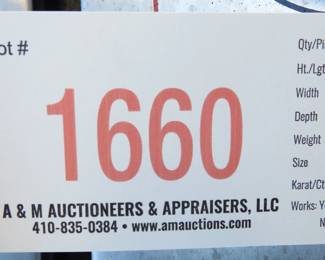 ot #
1660
A & M AUCTIONEERS & APPRAISERS, LLC
410-835-0384 • www.amauctions.com
Qty/Pi
Ht./Lgt
Width
Depth
Weight
Size
Karat/Ct
Works: Y
N